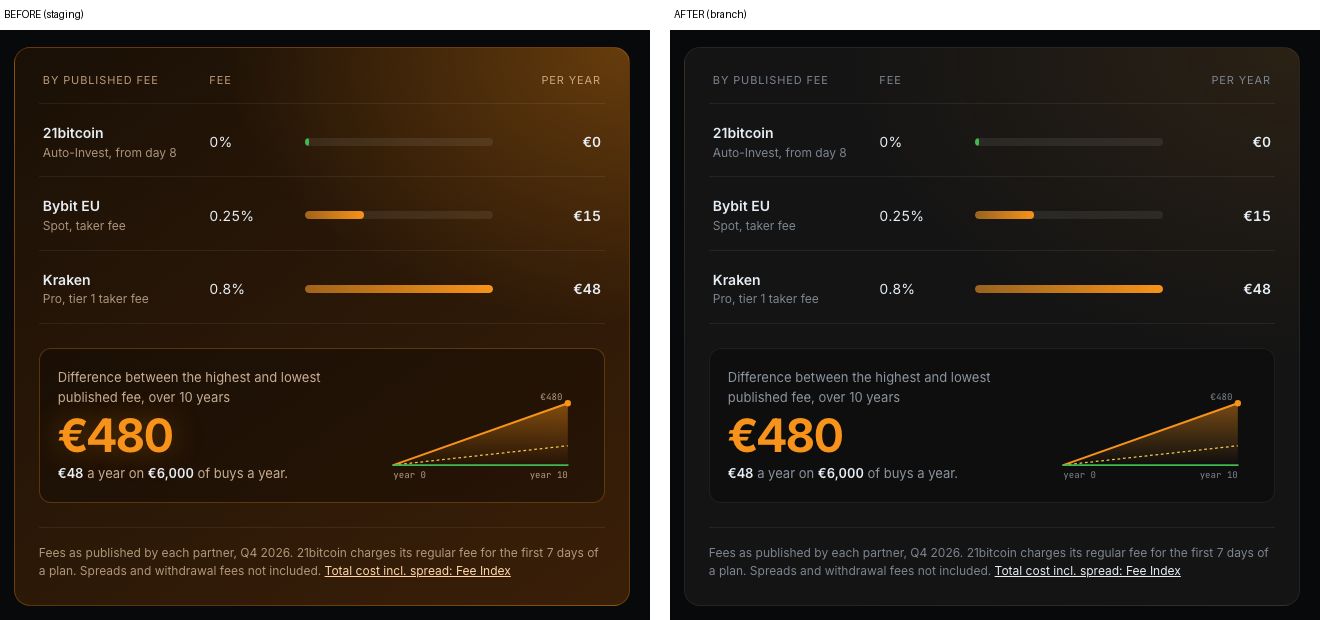 BEFORE (staging)
BY PUBLISHED FEE FEE PER YEAR
21bitcoin
Auto-Invest, from day 8
0% €0
Bybit EU
Spot, taker fee
0.25% €15
Kraken
Pro, tier 1 taker fee
0.8% €48
Difference between the highest and lowest
published fee, over 10 years
€480
€48 a year on €6,000 of buys a year.
€480
year 0 year 10
Fees as published by each partner, Q4 2026. 21bitcoin charges its regular fee for the first 7 days of
a plan. Spreads and withdrawal fees not included. Total cost incl. spread: Fee Index
AFTER (branch)
BY PUBLISHED FEE FEE PER YEAR
21bitcoin
Auto-Invest, from day 8
0% €0
Bybit EU
Spot, taker fee
0.25% €15
Kraken
Pro, tier 1 taker fee
0.8% €48
Difference between the highest and lowest
published fee, over 10 years
€480
€48 a year on €6,000 of buys a year.
€480
year 0 year 10
Fees as published by each partner, Q4 2026. 21bitcoin charges its regular fee for the first 7 days of
a plan. Spreads and withdrawal fees not included. Total cost incl. spread: Fee Index